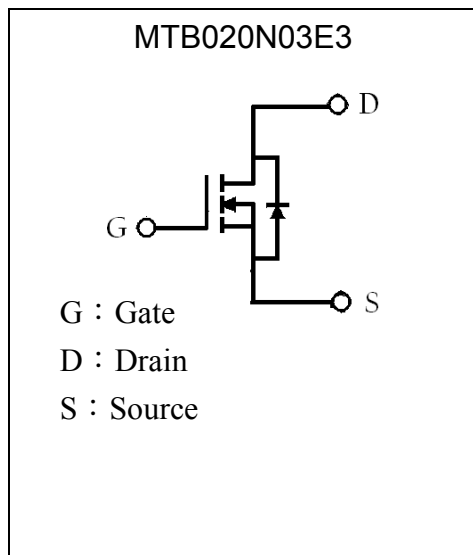 MTB020N03E3
D
G
S
G：Gate
D：Drain
S：Source